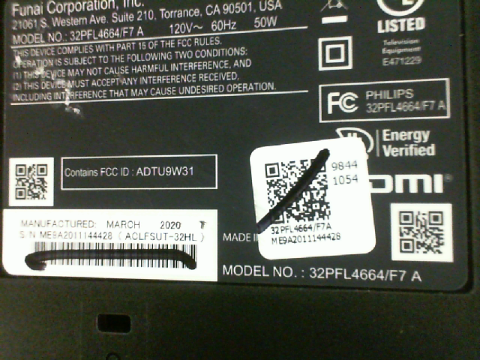 Funai Corporation, Inc.
21061 S. Western Ave. Suite 210, Torrance, CA 90501, USA
MODEL NO.: 32PFL4664/F7 A 120V~ 60Hz 50W
THIS DEVICE COMPLIES WITH PART 15 OF THE FCC RULES.
OPERATION IS SUBJECT TO THE FOLLOWING TWO CONDITIONS:
(1) THIS DEVICE MAY NOT CAUSE HARMFUL INTERFERENCE, AND
(2) THIS DEVICE MUST ACCEPT ANY INTERFERENCE RECEIVED,
INCLUDING INTERFERENCE THAT MAY CAUSE UNDESIRED OPERATION.
UL
LISTED
Television
Equipment
E471229
FC PHILIPS
32PFL4664/F7 A
Energy
Verified
Contains FCC ID : ADTU9W31
9844
1054
32PFL4664/F7A
ME9A2011144428
MANUFACTURED: MARCH 2020 T
S/N ME9A2011144428 (ACLFSUT-32HL)
MADE IN
MODEL NO. : 32PFL4664/F7 A